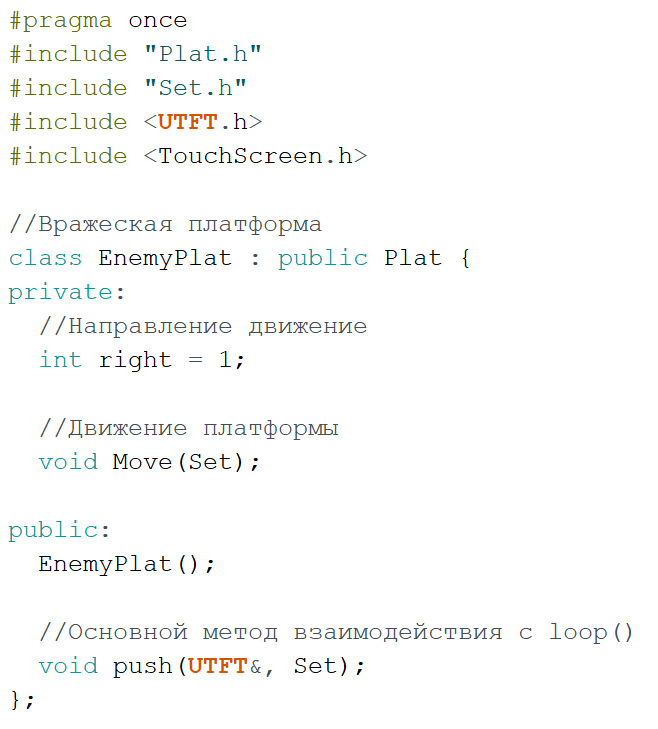 #pragma once
#include "Plat.h"
#include "Set.h"
#include <UTFT.h>
#include <TouchScreen.h>

//Вражеская платформа
class EnemyPlat : public Plat {
private:
  //Направление движение
  int right = 1;

  //Движение платформы
  void Move(Set);

public:
  EnemyPlat();

  //Основной метод взаимодействия с loop()
  void push(UTFT&, Set);
};